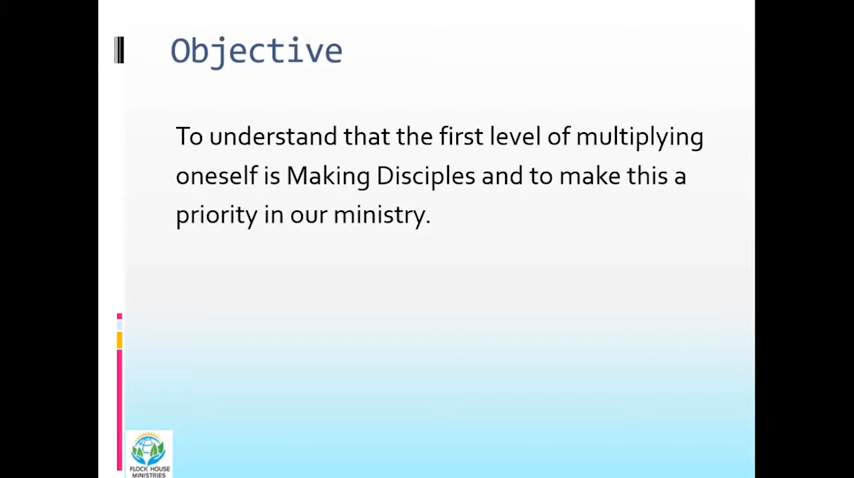 Objective
To understand that the first level of multiplying
oneself is Making Disciples and to make this a
priority in our ministry.
FLOCK HOUSE
MINISTRIES